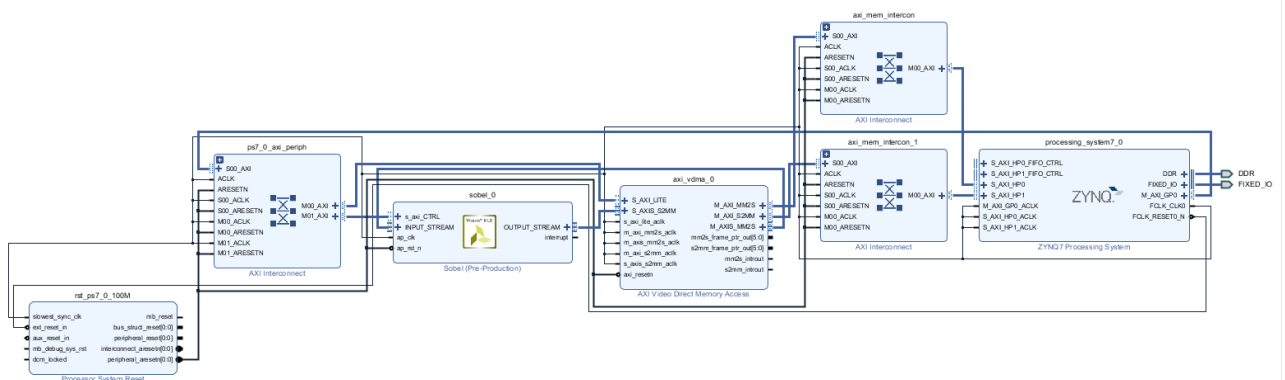 axi_mem_intercon
S00_AXI
ACLK
ARESETN
S00_ACLK
S00_ARESETN
M00_ACLK
M00_ARESETN
M00_AXI
AXI Interconnect
ps7_0_axi_periph
S00_AXI
ACLK
ARESETN
S00_ACLK
S00_ARESETN
M00_ACLK
M00_ARESETN
M01_ACLK
M01_ARESETN
M00_AXI
M01_AXI
AXI Interconnect
sobel_0
s_axi_CTRL
INPUT_STREAM
ap_clk
ap_rst_n
OUTPUT_STREAM
interrupt
Sobel (Pre-Production)
axi_vdma_0
S_AXI_LITE
S_AXIS_S2MM
s_axi_lite_aclk
m_axi_mm2s_aclk
m_axis_mm2s_aclk
m_axi_s2mm_aclk
s_axis_s2mm_aclk
axi_resetn
M_AXI_MM2S
M_AXI_S2MM
M_AXIS_MM2S
mm2s_frame_ptr_out[5:0]
s2mm_frame_ptr_out[5:0]
mm2s_introut
s2mm_introut
AXI Video Direct Memory Access
axi_mem_intercon_1
S00_AXI
ACLK
ARESETN
S00_ACLK
S00_ARESETN
M00_ACLK
M00_ARESETN
M00_AXI
AXI Interconnect
processing_system7_0
S_AXI_HP0_FIFO_CTRL
S_AXI_HP1_FIFO_CTRL
S_AXI_HP0
S_AXI_HP1
M_AXI_GP0_ACLK
S_AXI_HP0_ACLK
S_AXI_HP1_ACLK
ZYNQ
DDR
FIXED_IO
M_AXI_GP0
FCLK_CLK0
FCLK_RESET0_N
ZYNQ7 Processing System
DDR
FIXED_IO
rst_ps7_0_100M
slowest_sync_clk
ext_reset_in
aux_reset_in
mb_debug_sys_rst
dcm_locked
mb_reset
bus_struct_reset[0:0]
peripheral_reset[0:0]
interconnect_aresetn[0:0]
peripheral_aresetn[0:0]
Processor System Reset